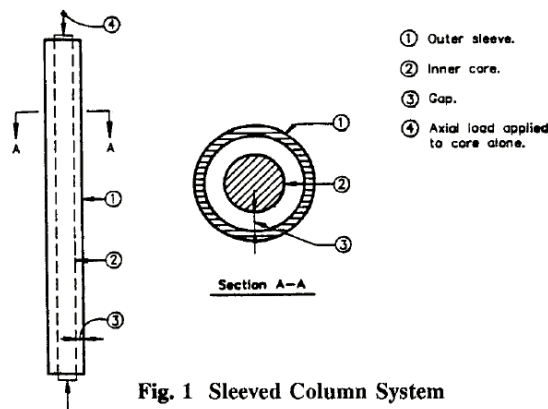 ④
① Outer sleeve.
② Inner core.
③ Gap.
④ Axial load applied
to core alone.
A A
①
②
③
①
②
③
Section A-A
Fig. 1 Sleeved Column System